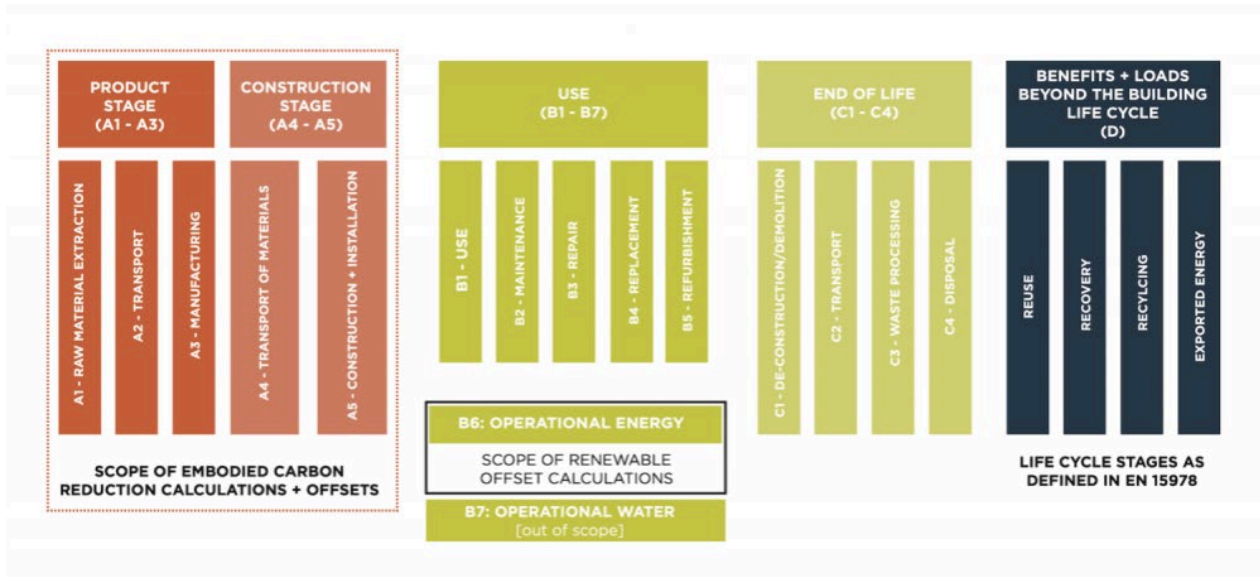 PRODUCT
STAGE
(A1 - A3)
A1 - RAW MATERIAL EXTRACTION
A2 - TRANSPORT
A3 - MANUFACTURING
CONSTRUCTION
STAGE
(A4 - A5)
A4 - TRANSPORT OF MATERIALS
A5 - CONSTRUCTION + INSTALLATION
SCOPE OF EMBODIED CARBON
REDUCTION CALCULATIONS + OFFSETS
USE
(B1 - B7)
B1 - USE
B2 - MAINTENANCE
B3 - REPAIR
B4 - REPLACEMENT
B5 - REFURBISHMENT
B6: OPERATIONAL ENERGY
SCOPE OF RENEWABLE
OFFSET CALCULATIONS
B7: OPERATIONAL WATER
[out of scope]
END OF LIFE
(C1 - C4)
C1 - DE-CONSTRUCTION/DEMOLITION
C2 - TRANSPORT
C3 - WASTE PROCESSING
C4 - DISPOSAL
BENEFITS + LOADS
BEYOND THE BUILDING
LIFE CYCLE
(D)
REUSE
RECOVERY
RECYLCING
EXPORTED ENERGY
LIFE CYCLE STAGES AS
DEFINED IN EN 15978